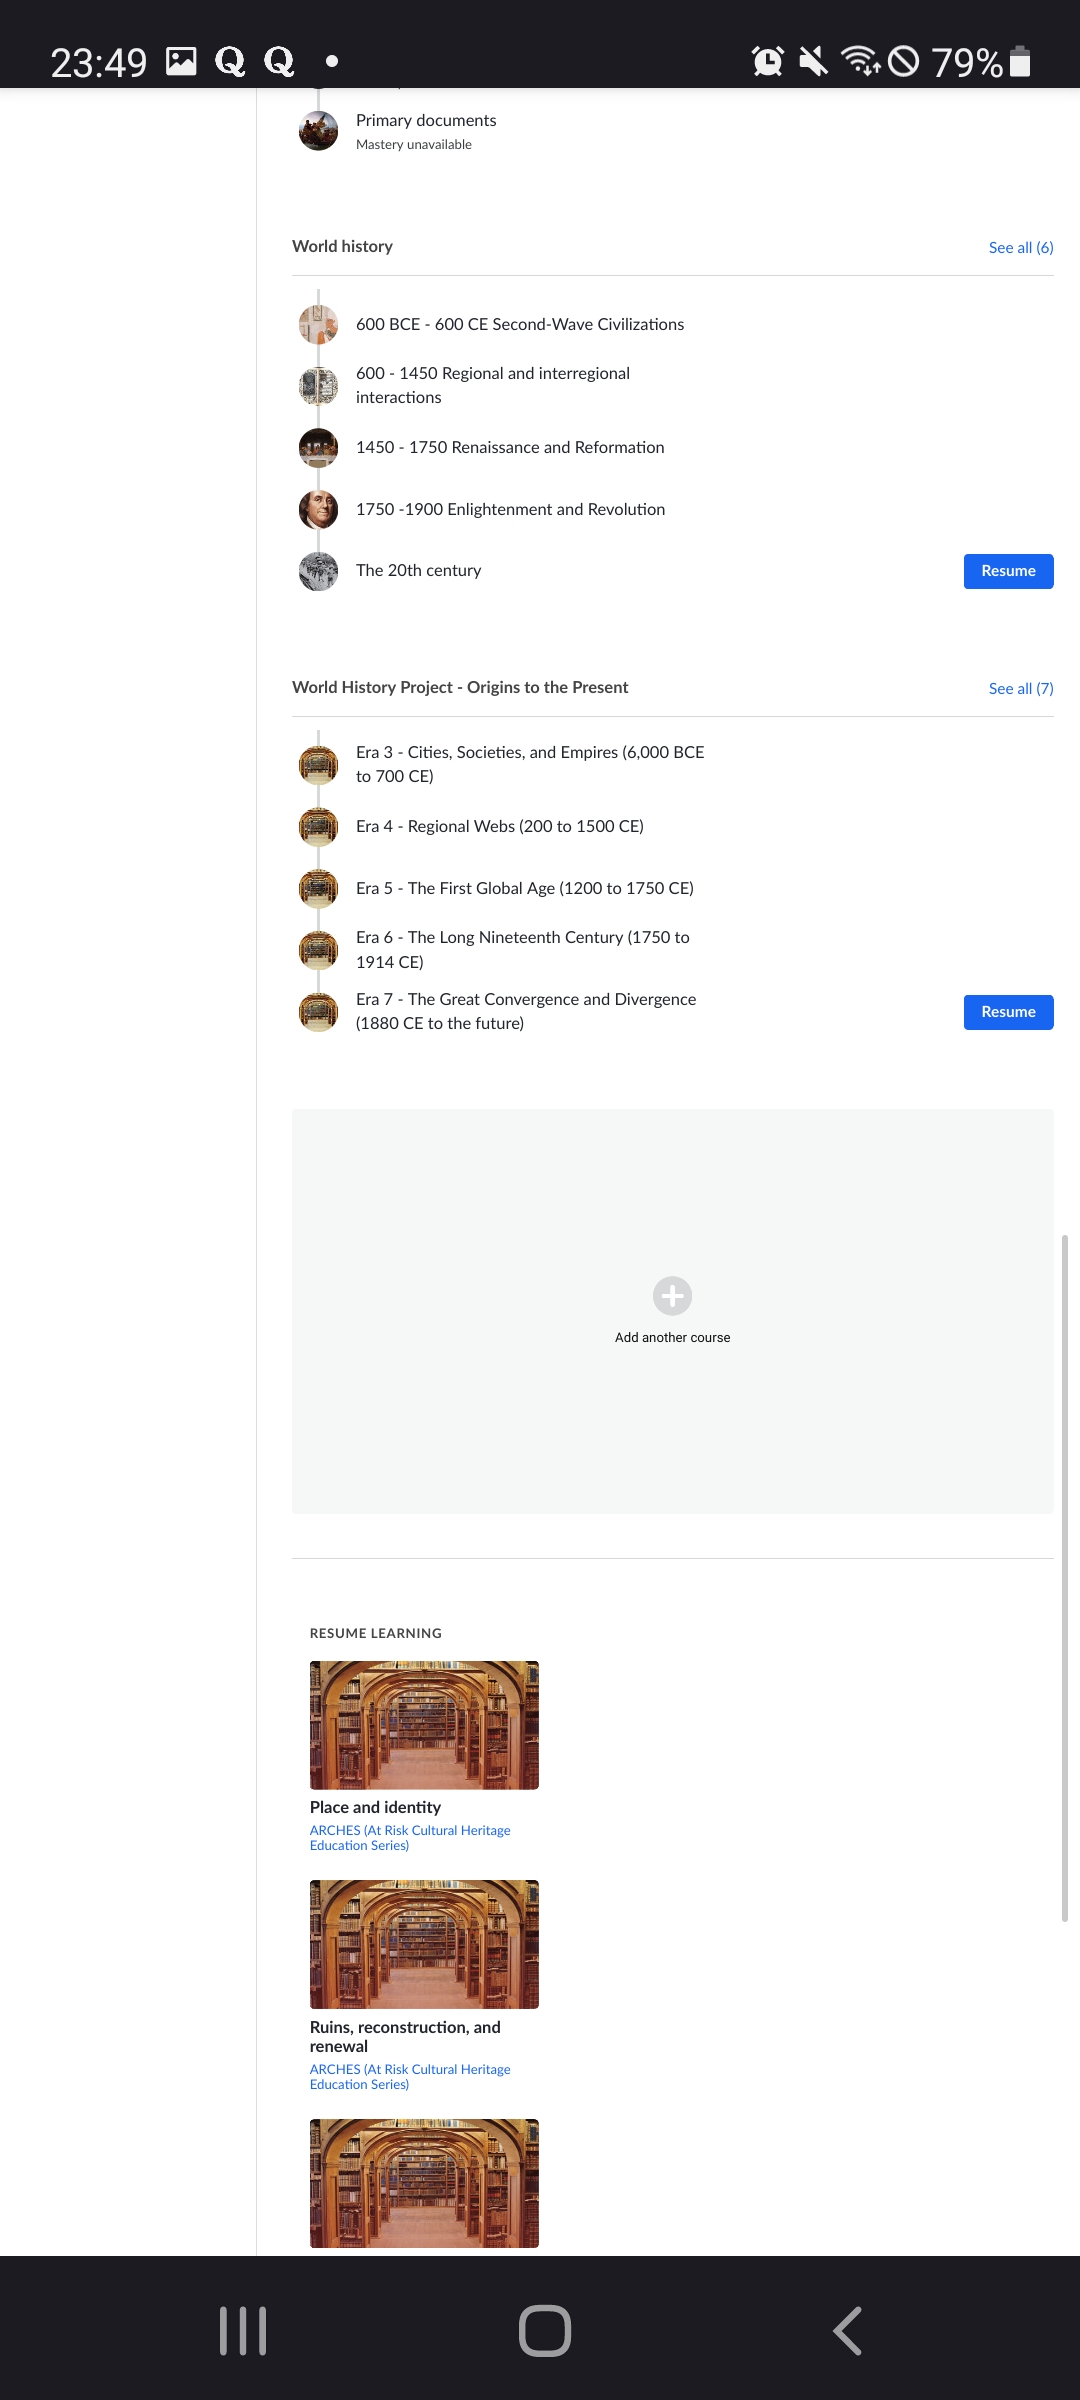 23:49
79%
Primary documents
Mastery unavailable
World history
See all (6)
600 BCE - 600 CE Second-Wave Civilizations
600 - 1450 Regional and interregional
interactions
1450 - 1750 Renaissance and Reformation
1750 -1900 Enlightenment and Revolution
The 20th century
Resume
World History Project - Origins to the Present
See all (7)
Era 3 - Cities, Societies, and Empires (6,000 BCE
to 700 CE)
Era 4 - Regional Webs (200 to 1500 CE)
Era 5 - The First Global Age (1200 to 1750 CE)
Era 6 - The Long Nineteenth Century (1750 to
1914 CE)
Era 7 - The Great Convergence and Divergence
(1880 CE to the future)
Resume
Add another course
RESUME LEARNING
Place and identity
ARCHES (At Risk Cultural Heritage
Education Series)
Ruins, reconstruction, and
renewal
ARCHES (At Risk Cultural Heritage
Education Series)